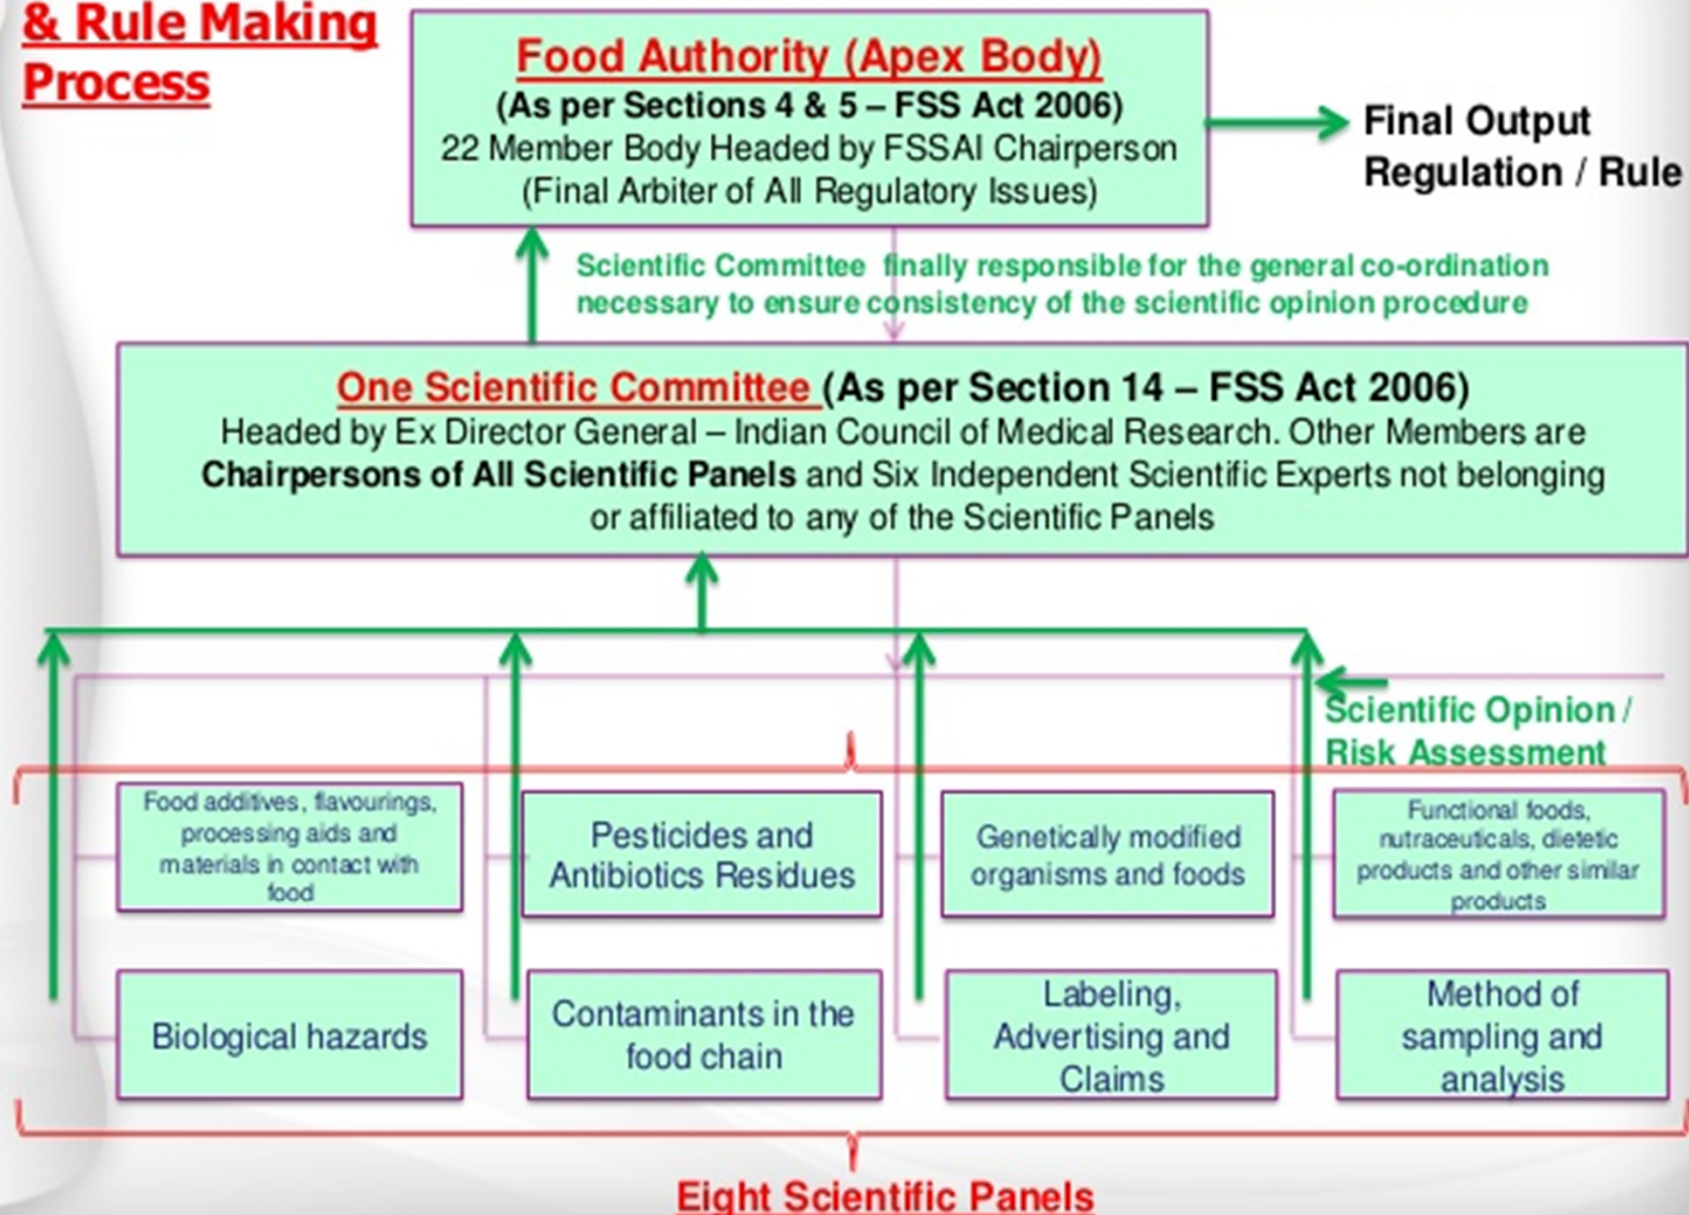 & Rule Making
Process
Food Authority (Apex Body)
(As per Sections 4 & 5 – FSS Act 2006)
22 Member Body Headed by FSSAI Chairperson
(Final Arbiter of All Regulatory Issues)
Final Output
Regulation / Rule
Scientific Committee finally responsible for the general co-ordination
necessary to ensure consistency of the scientific opinion procedure
One Scientific Committee (As per Section 14 – FSS Act 2006)
Headed by Ex Director General – Indian Council of Medical Research. Other Members are
Chairpersons of All Scientific Panels and Six Independent Scientific Experts not belonging
or affiliated to any of the Scientific Panels
Scientific Opinion /
Risk Assessment
Food additives, flavourings,
processing aids and
materials in contact with
food
Pesticides and
Antibiotics Residues
Genetically modified
organisms and foods
Functional foods,
nutraceuticals, dietetic
products and other similar
products
Biological hazards
Contaminants in the
food chain
Labeling,
Advertising and
Claims
Method of
sampling and
analysis
Eight Scientific Panels